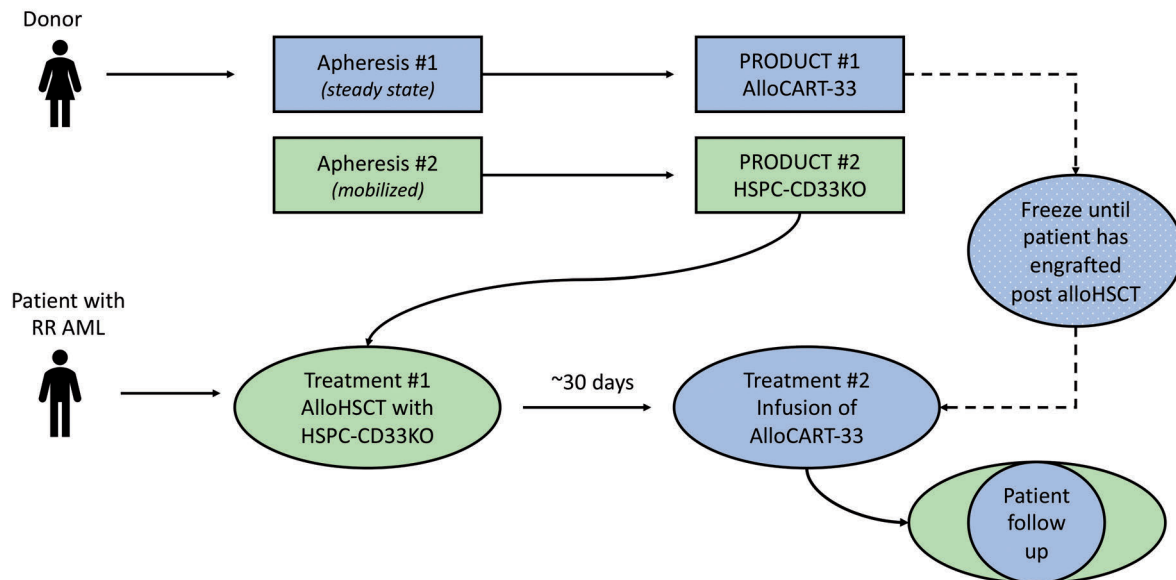 Donor
Apheresis #1
(steady state)
PRODUCT #1
AlloCART-33
Apheresis #2
(mobilized)
PRODUCT #2
HSPC-CD33KO
Freeze until
patient has
engrafted
post alloHSCT
Patient with
RR AML
Treatment #1
AlloHSCT with
HSPC-CD33KO
~30 days
Treatment #2
Infusion of
AlloCART-33
Patient
follow
up